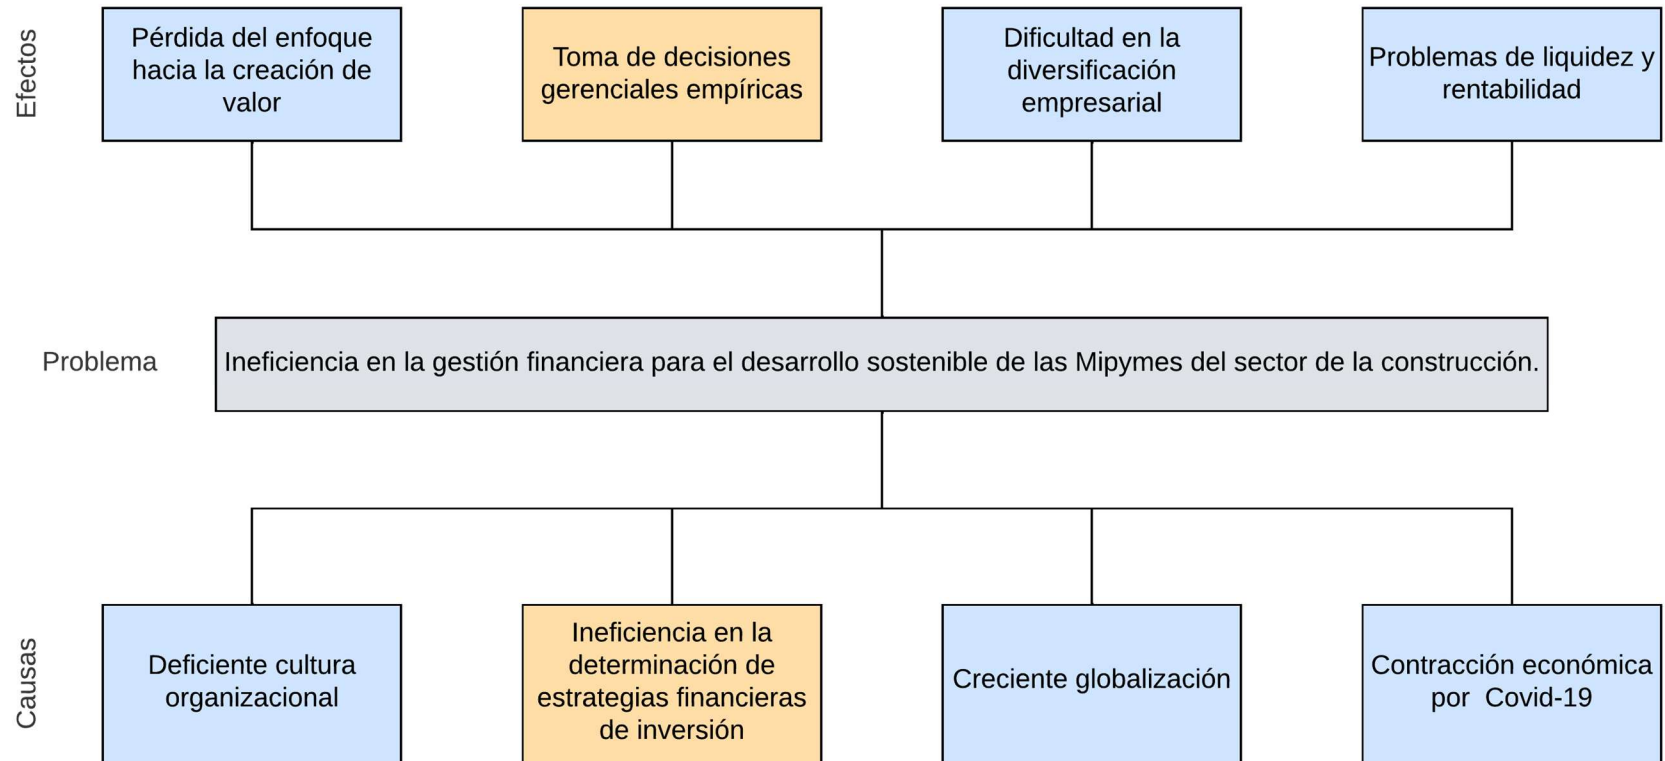 Efectos
Pérdida del enfoque
hacia la creación de
valor
Toma de decisiones
gerenciales empíricas
Dificultad en la
diversificación
empresarial
Problemas de liquidez y
rentabilidad
Problema
Ineficiencia en la gestión financiera para el desarrollo sostenible de las Mipymes del sector de la construcción.
Causas
Deficiente cultura
organizacional
Ineficiencia en la
determinación de
estrategias financieras
de inversión
Creciente globalización
Contracción económica
por  Covid-19